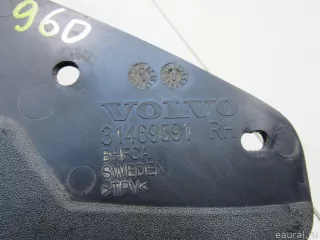 960
VOLVO
31469591 RH
SWEDEN
>TPV<
eaural.ru